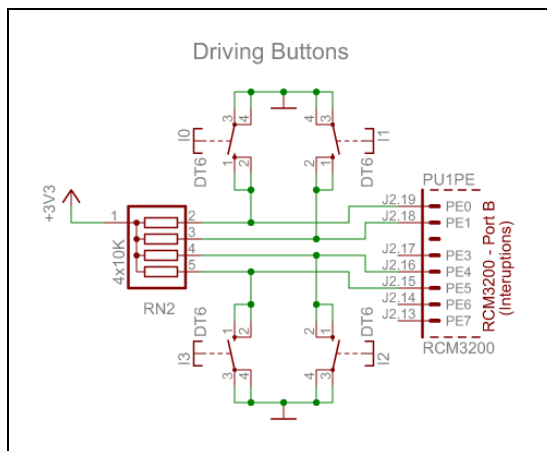 Driving Buttons
3 4
4 3
I0
I1
DT6
DT6
1 2
1 2
PU1PE
+3V3
1
2
3
4
5
4x10K
RN2
J2,19 PE0
J2,18 PE1
J2,17 PE3
J2,16 PE4
J2,15 PE5
J2,14 PE6
J2,13 PE7
RCM3200 - Port B
(Interuptions)
RCM3200
DT6
DT6
1 2
1 2
I3
I2
3 4
4 3